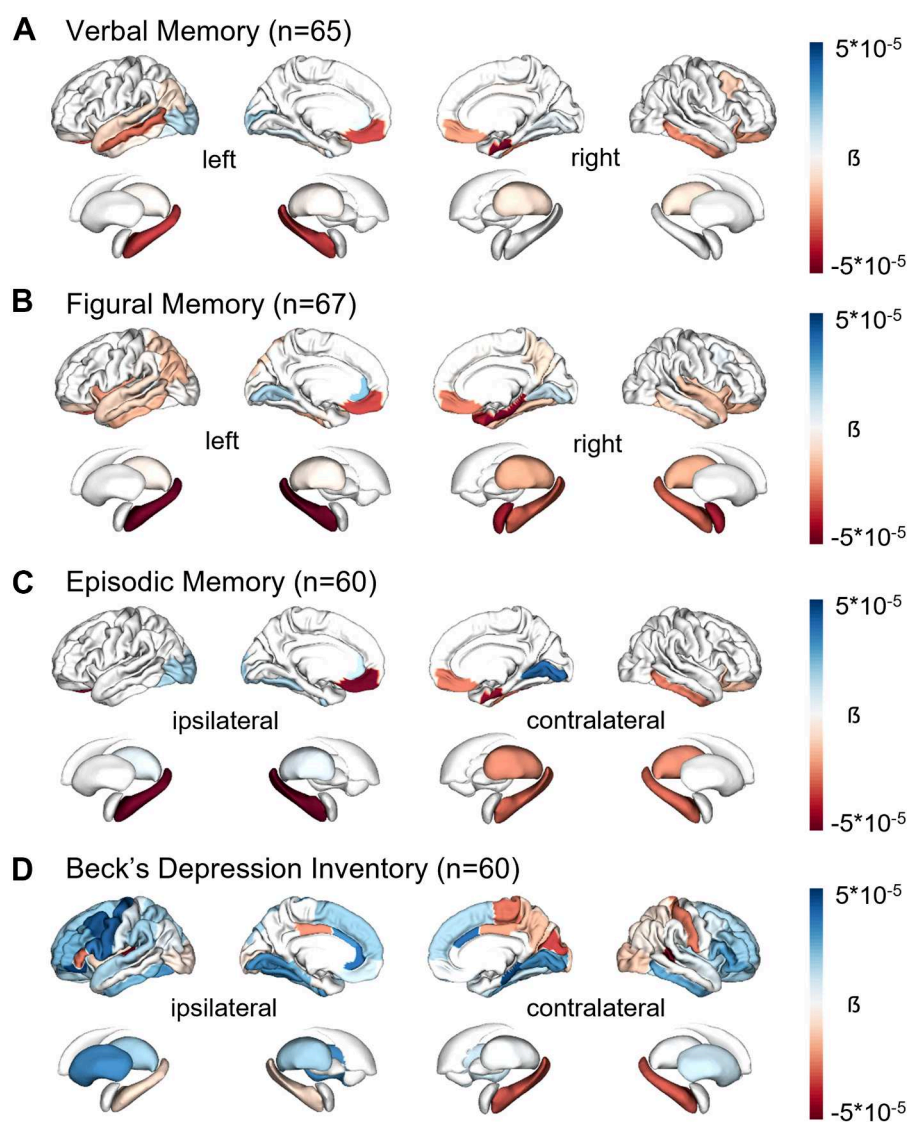 A Verbal Memory (n=65)
5*10-5
left
right
ß
-5*10-5
B Figural Memory (n=67)
5*10-5
left
right
ß
-5*10-5
C Episodic Memory (n=60)
5*10-5
ipsilateral
contralateral
ß
-5*10-5
D Beck's Depression Inventory (n=60)
5*10-5
ipsilateral
contralateral
ß
-5*10-5